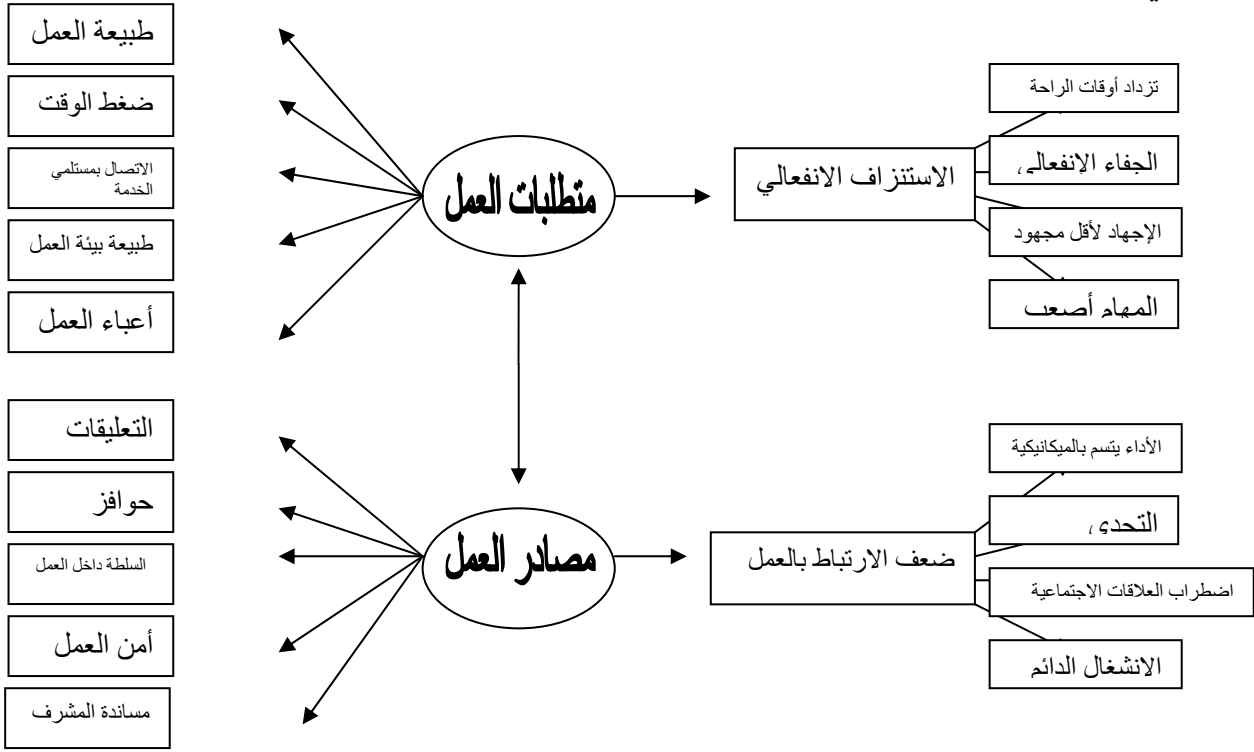 طبيعة العمل
ضغط الوقت
الاتصال بمستلمي
الخدمة
طبيعة بيئة العمل
أعباء العمل
متطلبات العمل
الاستنزاف الانفعالي
تزداد أوقات الراحة
الجفاء الإنفعالي
الإجهاد لأقل مجهود
المهام أصعب
التعليقات
حوافز
السلطة داخل العمل
أمن العمل
مساندة المشرف
مصادر العمل
ضعف الارتباط بالعمل
الأداء يتسم بالميكانيكية
التحدي
اضطراب العلاقات الاجتماعية
الانشغال الدائم